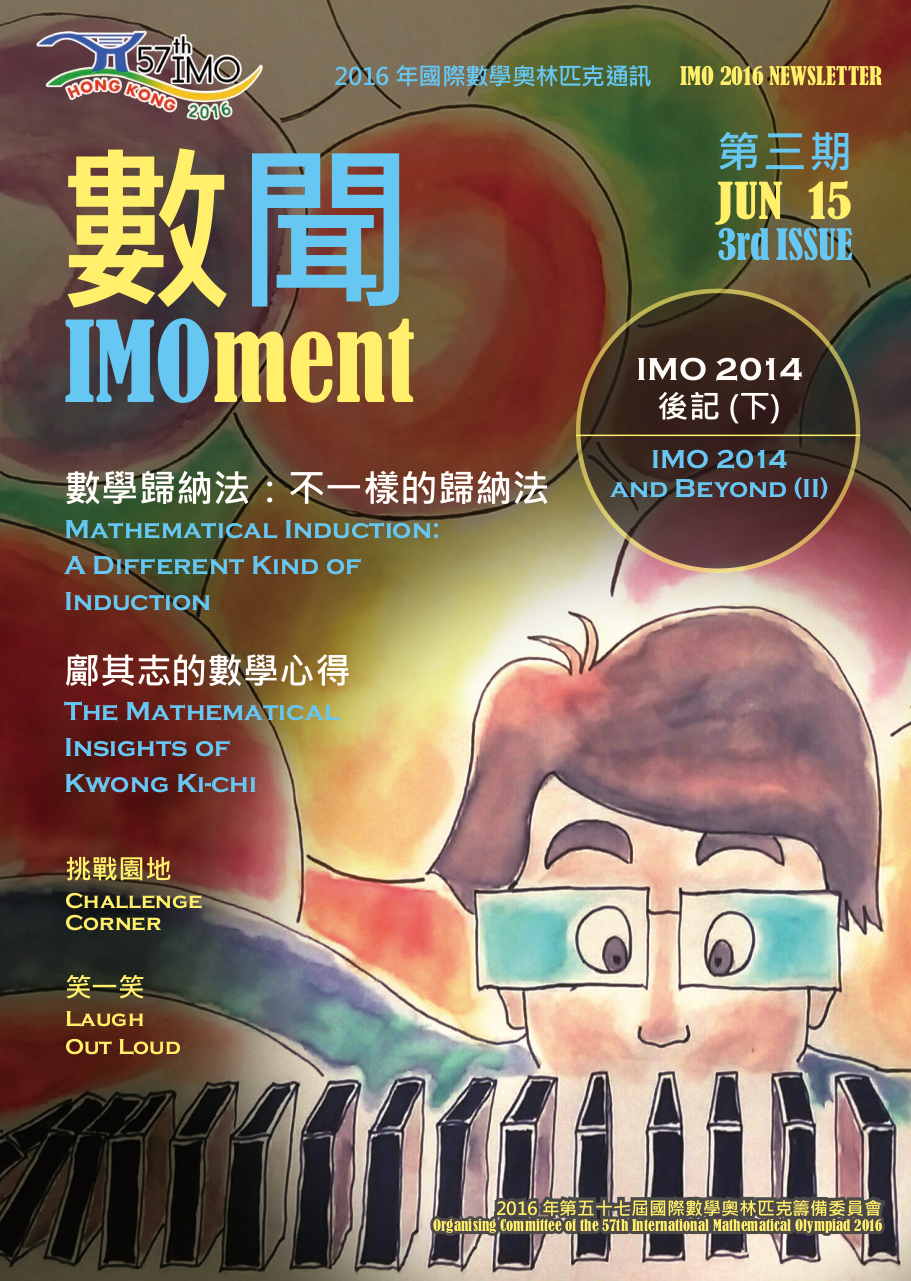 57th
IMO
HONG KONG
2016
2016 年國際數學奧林匹克通訊 IMO 2016 NEWSLETTER
第三期
JUN 15
3rd ISSUE
數聞
IMOment
IMO 2014
後記 (下)
IMO 2014
AND BEYOND (II)
數學歸納法：不一樣的歸納法
MATHEMATICAL INDUCTION:
A DIFFERENT KIND OF
INDUCTION
鄺其志的數學心得
THE MATHEMATICAL
INSIGHTS OF
KWONG KI-CHI
挑戰園地
CHALLENGE
CORNER
笑一笑
LAUGH
OUT LOUD
2016 年第五十七屆國際數學奧林匹克籌備委員會
Organising Committee of the 57th International Mathematical Olympiad 2016